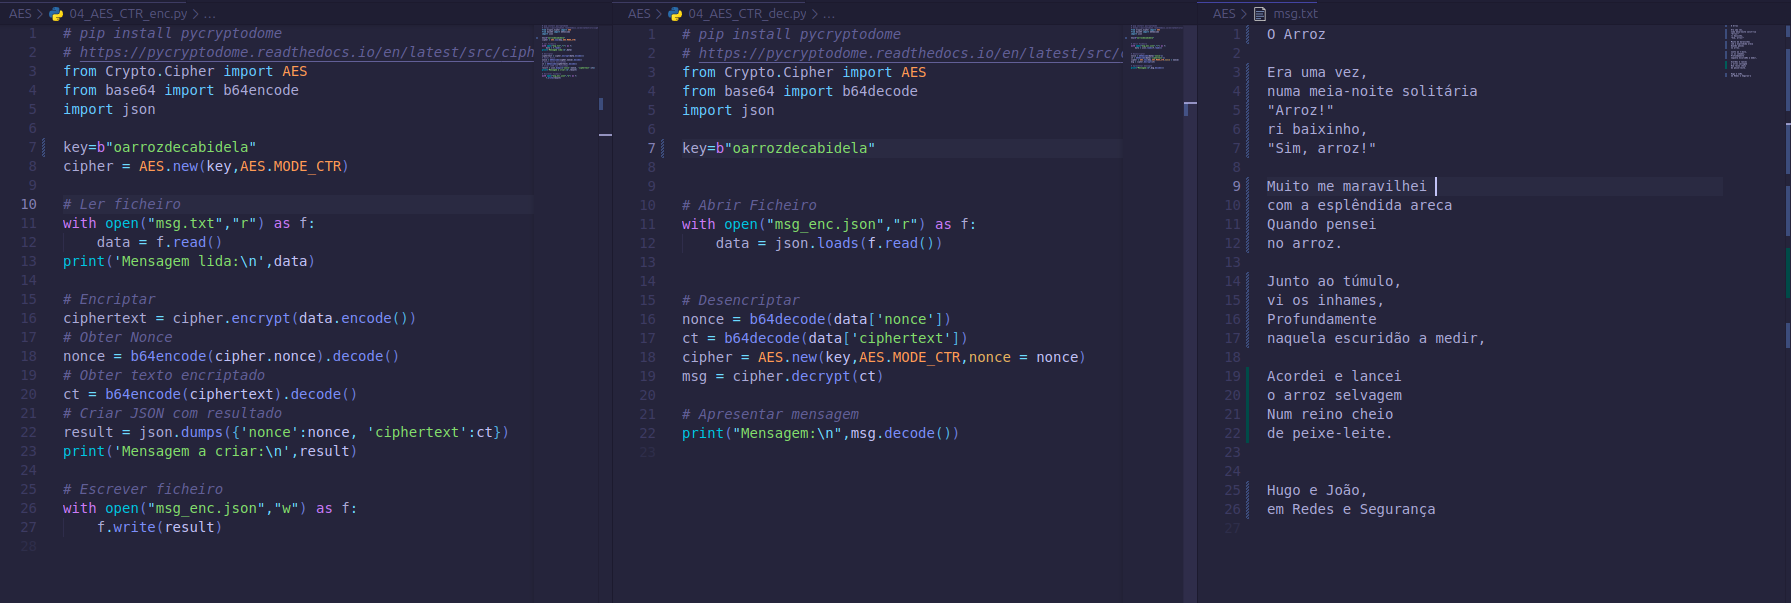 AES > 04_AES_CTR_enc.py > ...
1 # pip install pycryptodome
2 # https://pycryptodome.readthedocs.io/en/latest/src/ciph
3 from Crypto.Cipher import AES
4 from base64 import b64encode
5 import json
6
7 key=b"oarrozdecabidela"
8 cipher = AES.new(key,AES.MODE_CTR)
9
10 # Ler ficheiro
11 with open("msg.txt","r") as f:
12     data = f.read()
13 print('Mensagem lida:\n',data)
14
15 # Encriptar
16 ciphertext = cipher.encrypt(data.encode())
17 # Obter Nonce
18 nonce = b64encode(cipher.nonce).decode()
19 # Obter texto encriptado
20 ct = b64encode(ciphertext).decode()
21 # Criar JSON com resultado
22 result = json.dumps({'nonce':nonce, 'ciphertext':ct})
23 print('Mensagem a criar:\n',result)
24
25 # Escrever ficheiro
26 with open("msg_enc.json","w") as f:
27     f.write(result)
28
AES > 04_AES_CTR_dec.py > ...
1 # pip install pycryptodome
2 # https://pycryptodome.readthedocs.io/en/latest/src/
3 from Crypto.Cipher import AES
4 from base64 import b64decode
5 import json
6
7 key=b"oarrozdecabidela"
8
9
10 # Abrir Ficheiro
11 with open("msg_enc.json","r") as f:
12     data = json.loads(f.read())
13
14
15 # Desencriptar
16 nonce = b64decode(data['nonce'])
17 ct = b64decode(data['ciphertext'])
18 cipher = AES.new(key,AES.MODE_CTR,nonce = nonce)
19 msg = cipher.decrypt(ct)
20
21 # Apresentar mensagem
22 print("Mensagem:\n",msg.decode())
23
AES > msg.txt
1 O Arroz
2
3 Era uma vez,
4 numa meia-noite solitária
5 "Arroz!"
6 ri baixinho,
7 "Sim, arroz!"
8
9 Muito me maravilhei
10 com a esplêndida areca
11 Quando pensei
12 no arroz.
13
14 Junto ao túmulo,
15 vi os inhames,
16 Profundamente
17 naquela escuridão a medir,
18
19 Acordei e lancei
20 o arroz selvagem
21 Num reino cheio
22 de peixe-leite.
23
24
25 Hugo e João,
26 em Redes e Segurança
27